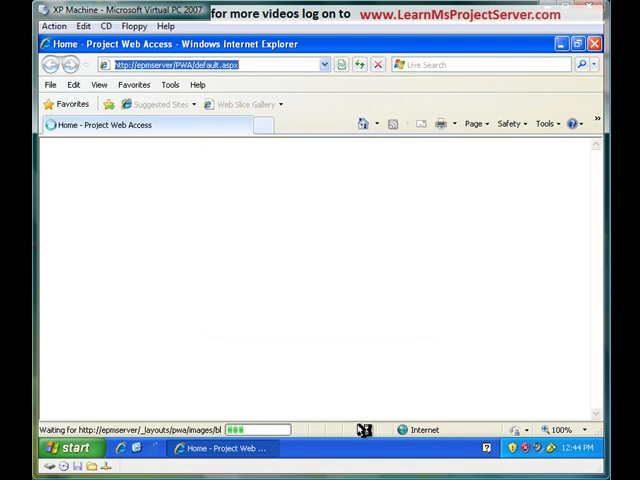 XP Machine - Microsoft Virtual PC 2007
for more videos log on to www.LearnMsProjectServer.com
Action Edit CD Floppy Help
Home - Project Web Access - Windows Internet Explorer
http://epmserver/PWA/default.aspx
Live Search
File Edit View Favorites Tools Help
Favorites Suggested Sites Web Slice Gallery
Home - Project Web Access
Page Safety Tools
Waiting for http://epmserver/_layouts/pwa/images/bl
Internet
100%
start
Home - Project Web ...
12:44 PM